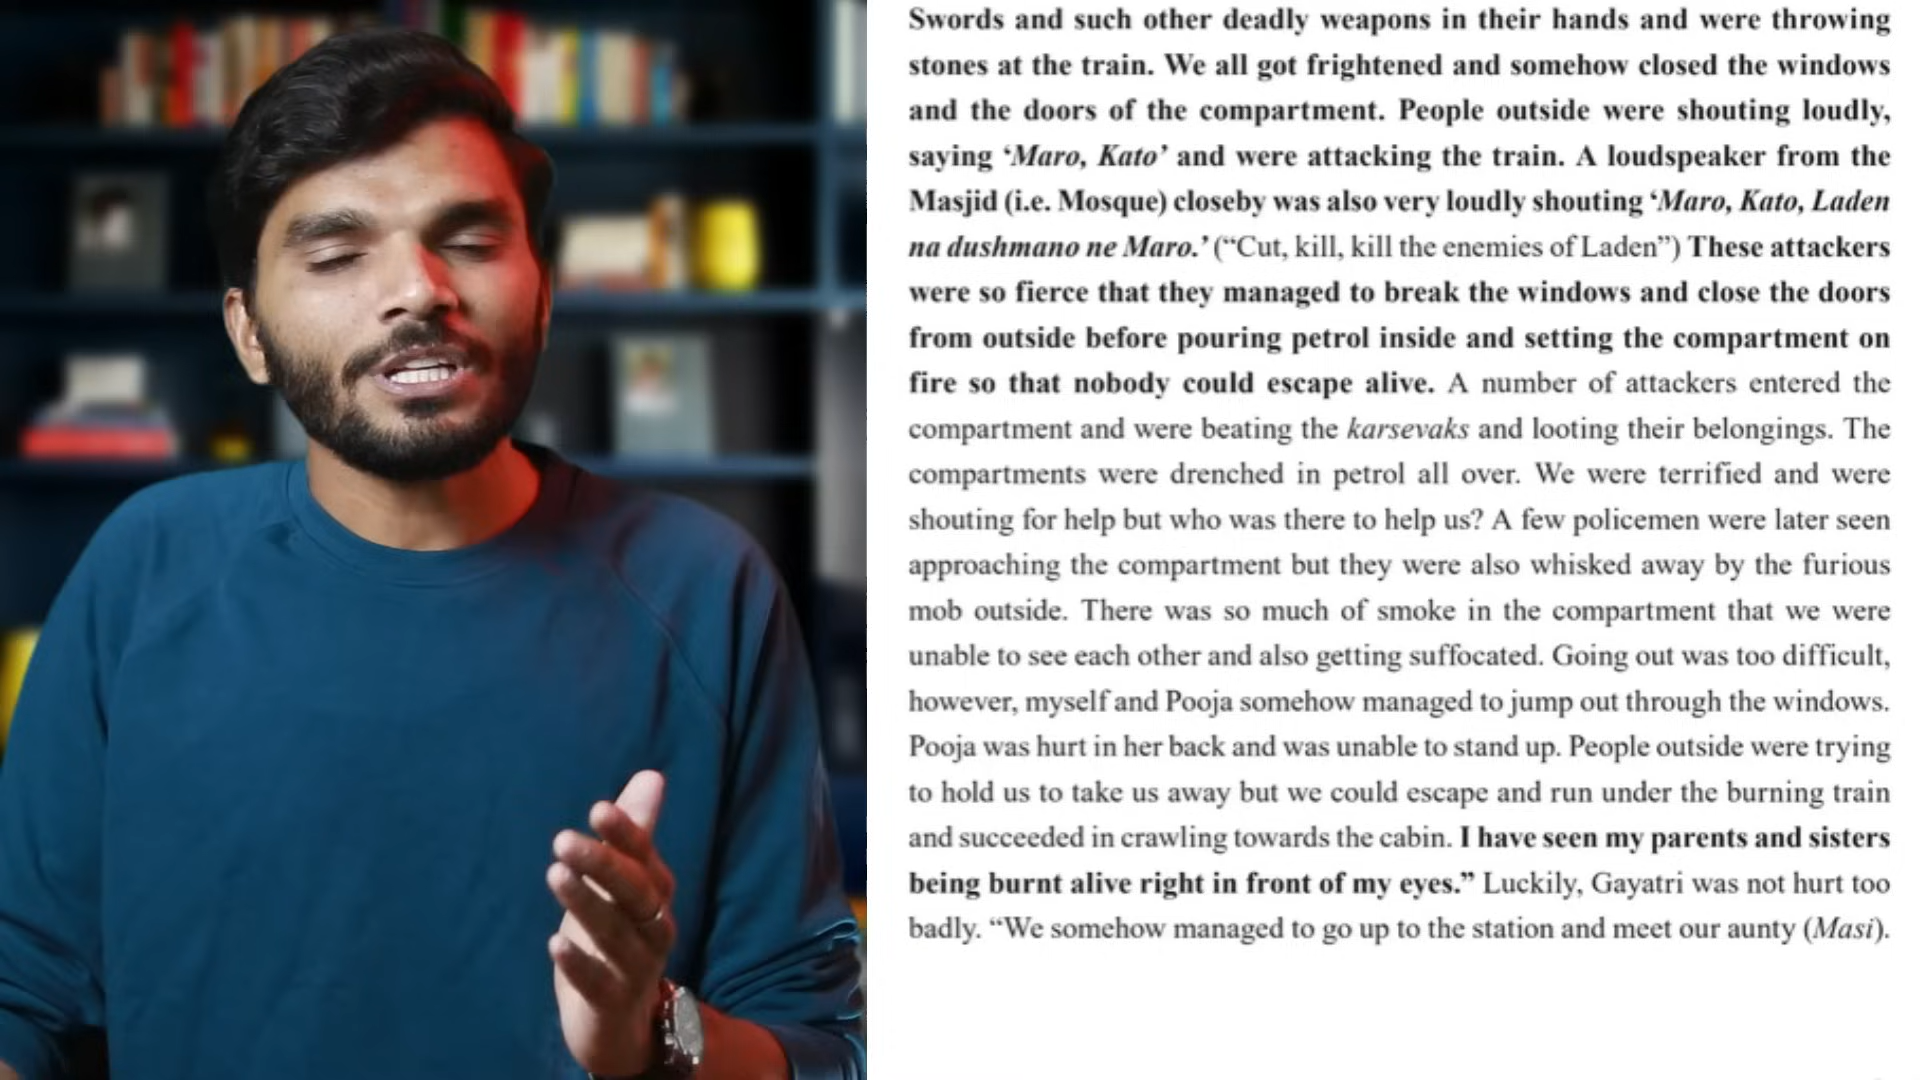 Swords and such other deadly weapons in their hands and were throwing
stones at the train. We all got frightened and somehow closed the windows
and the doors of the compartment. People outside were shouting loudly,
saying ‘Maro, Kato’ and were attacking the train. A loudspeaker from the
Masjid (i.e. Mosque) closeby was also very loudly shouting ‘Maro, Kato, Laden
na dushmano ne Maro.’ (“Cut, kill, kill the enemies of Laden”) These attackers
were so fierce that they managed to break the windows and close the doors
from outside before pouring petrol inside and setting the compartment on
fire so that nobody could escape alive. A number of attackers entered the
compartment and were beating the karsevaks and looting their belongings. The
compartments were drenched in petrol all over. We were terrified and were
shouting for help but who was there to help us? A few policemen were later seen
approaching the compartment but they were also whisked away by the furious
mob outside. There was so much of smoke in the compartment that we were
unable to see each other and also getting suffocated. Going out was too difficult,
however, myself and Pooja somehow managed to jump out through the windows.
Pooja was hurt in her back and was unable to stand up. People outside were trying
to hold us to take us away but we could escape and run under the burning train
and succeeded in crawling towards the cabin. I have seen my parents and sisters
being burnt alive right in front of my eyes.” Luckily, Gayatri was not hurt too
badly. “We somehow managed to go up to the station and meet our aunty (Masi).